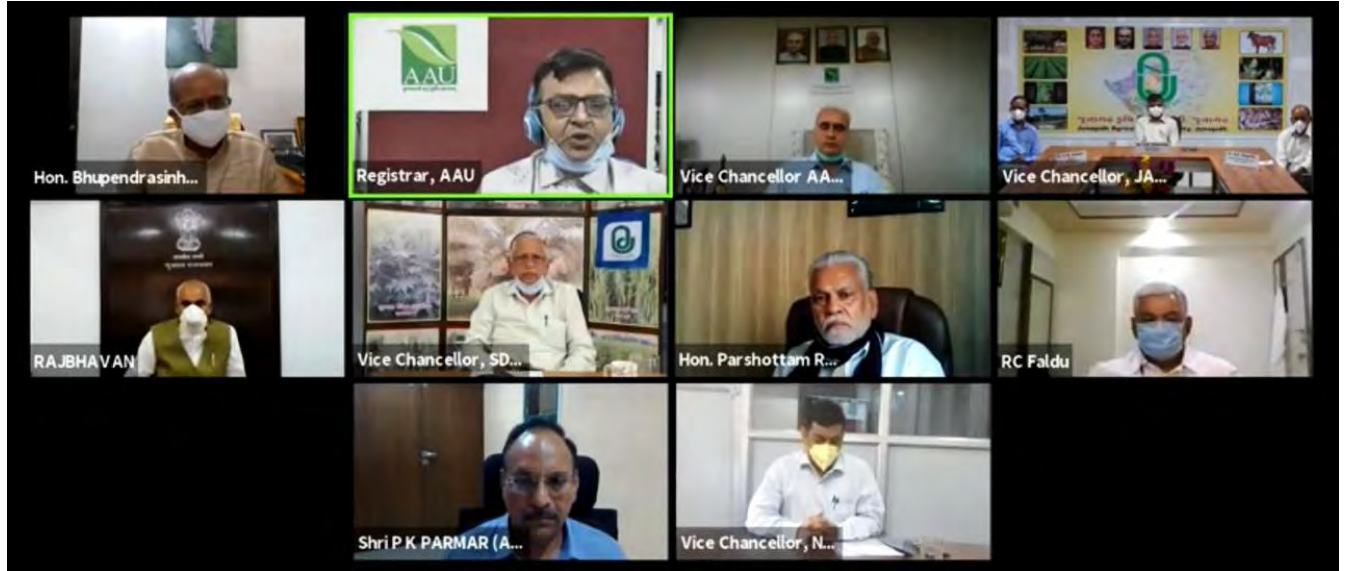 Hon. Bhupendrasinh...
AAU
Registrar, AAU
Vice Chancellor AA...
Vice Chancellor, JA...
RAJBHAVAN
Vice Chancellor, SD...
Hon. Parshottam R...
RC Faldu
Shri P K PARMAR (A...
Vice Chancellor, N...